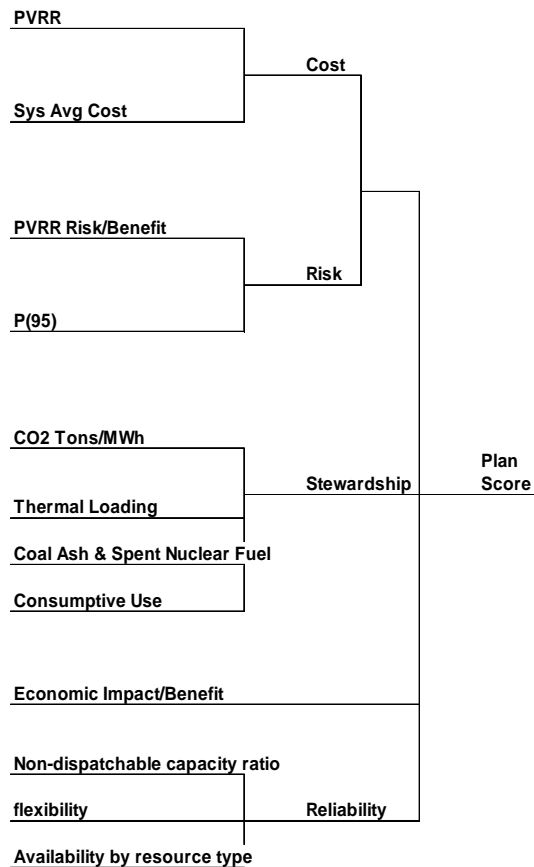 PVRR
Cost
Sys Avg Cost
PVRR Risk/Benefit
Risk
P(95)
CO2 Tons/MWh
Plan
Stewardship
Score
Thermal Loading
Coal Ash & Spent Nuclear Fuel
Consumptive Use
Economic Impact/Benefit
Non-dispatchable capacity ratio
flexibility
Reliability
Availability by resource type